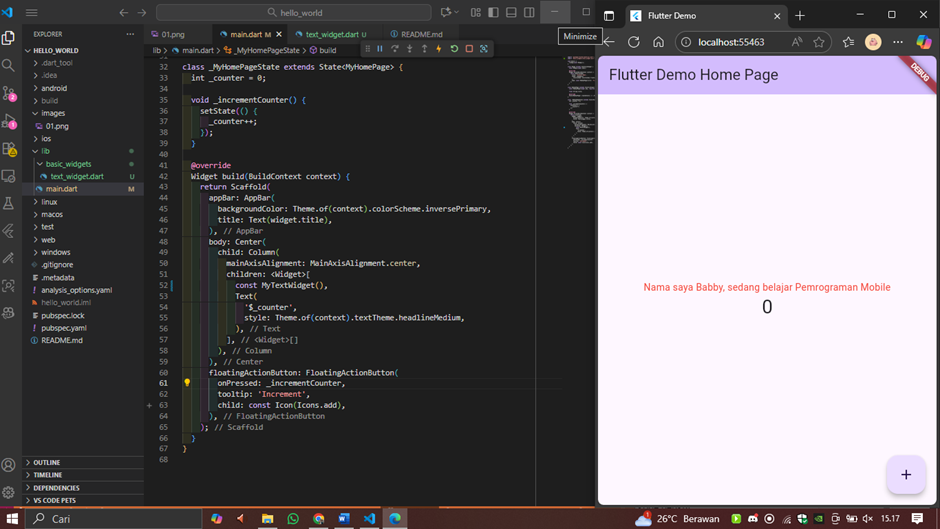 hello_world
Flutter Demo
Minimize
localhost:55463
EXPLORER
HELLO_WORLD
.dart_tool
.idea
android
build
images
01.png
ios
lib
basic_widgets
text_widget.dart U
main.dart M
linux
macos
test
web
windows
.gitignore
.metadata
analysis_options.yaml
hello_world.iml
pubspec.lock
pubspec.yaml
README.md
OUTLINE
TIMELINE
DEPENDENCIES
VS CODE PETS
01.png main.dart M text_widget.dart U README.md
lib > main.dart > _MyHomePageState > build
32 class _MyHomePageState extends State<MyHomePage> {
33 int _counter = 0;
34
35 void _incrementCounter() {
36 setState(() {
37 _counter++;
38 });
39 }
40
41 @override
42 Widget build(BuildContext context) {
43 return Scaffold(
44 appBar: AppBar(
45 backgroundColor: Theme.of(context).colorScheme.inversePrimary,
46 title: Text(widget.title),
47 ), // AppBar
48 body: Center(
49 child: Column(
50 mainAxisAlignment: MainAxisAlignment.center,
51 children: <Widget>[
52 const MyTextWidget(),
53 Text(
54 '$_counter',
55 style: Theme.of(context).textTheme.headlineMedium,
56 ), // Text
57 ], // <Widget>[]
58 ), // Column
59 ), // Center
60 floatingActionButton: FloatingActionButton(
61 onPressed: _incrementCounter,
62 tooltip: 'Increment',
63 child: const Icon(Icons.add),
64 ), // FloatingActionButton
65 ); // Scaffold
66 }
67 }
68
Flutter Demo Home Page
DEBUG
Nama saya Babby, sedang belajar Pemrograman Mobile
0
+
Cari
26°C Berawan
15.17